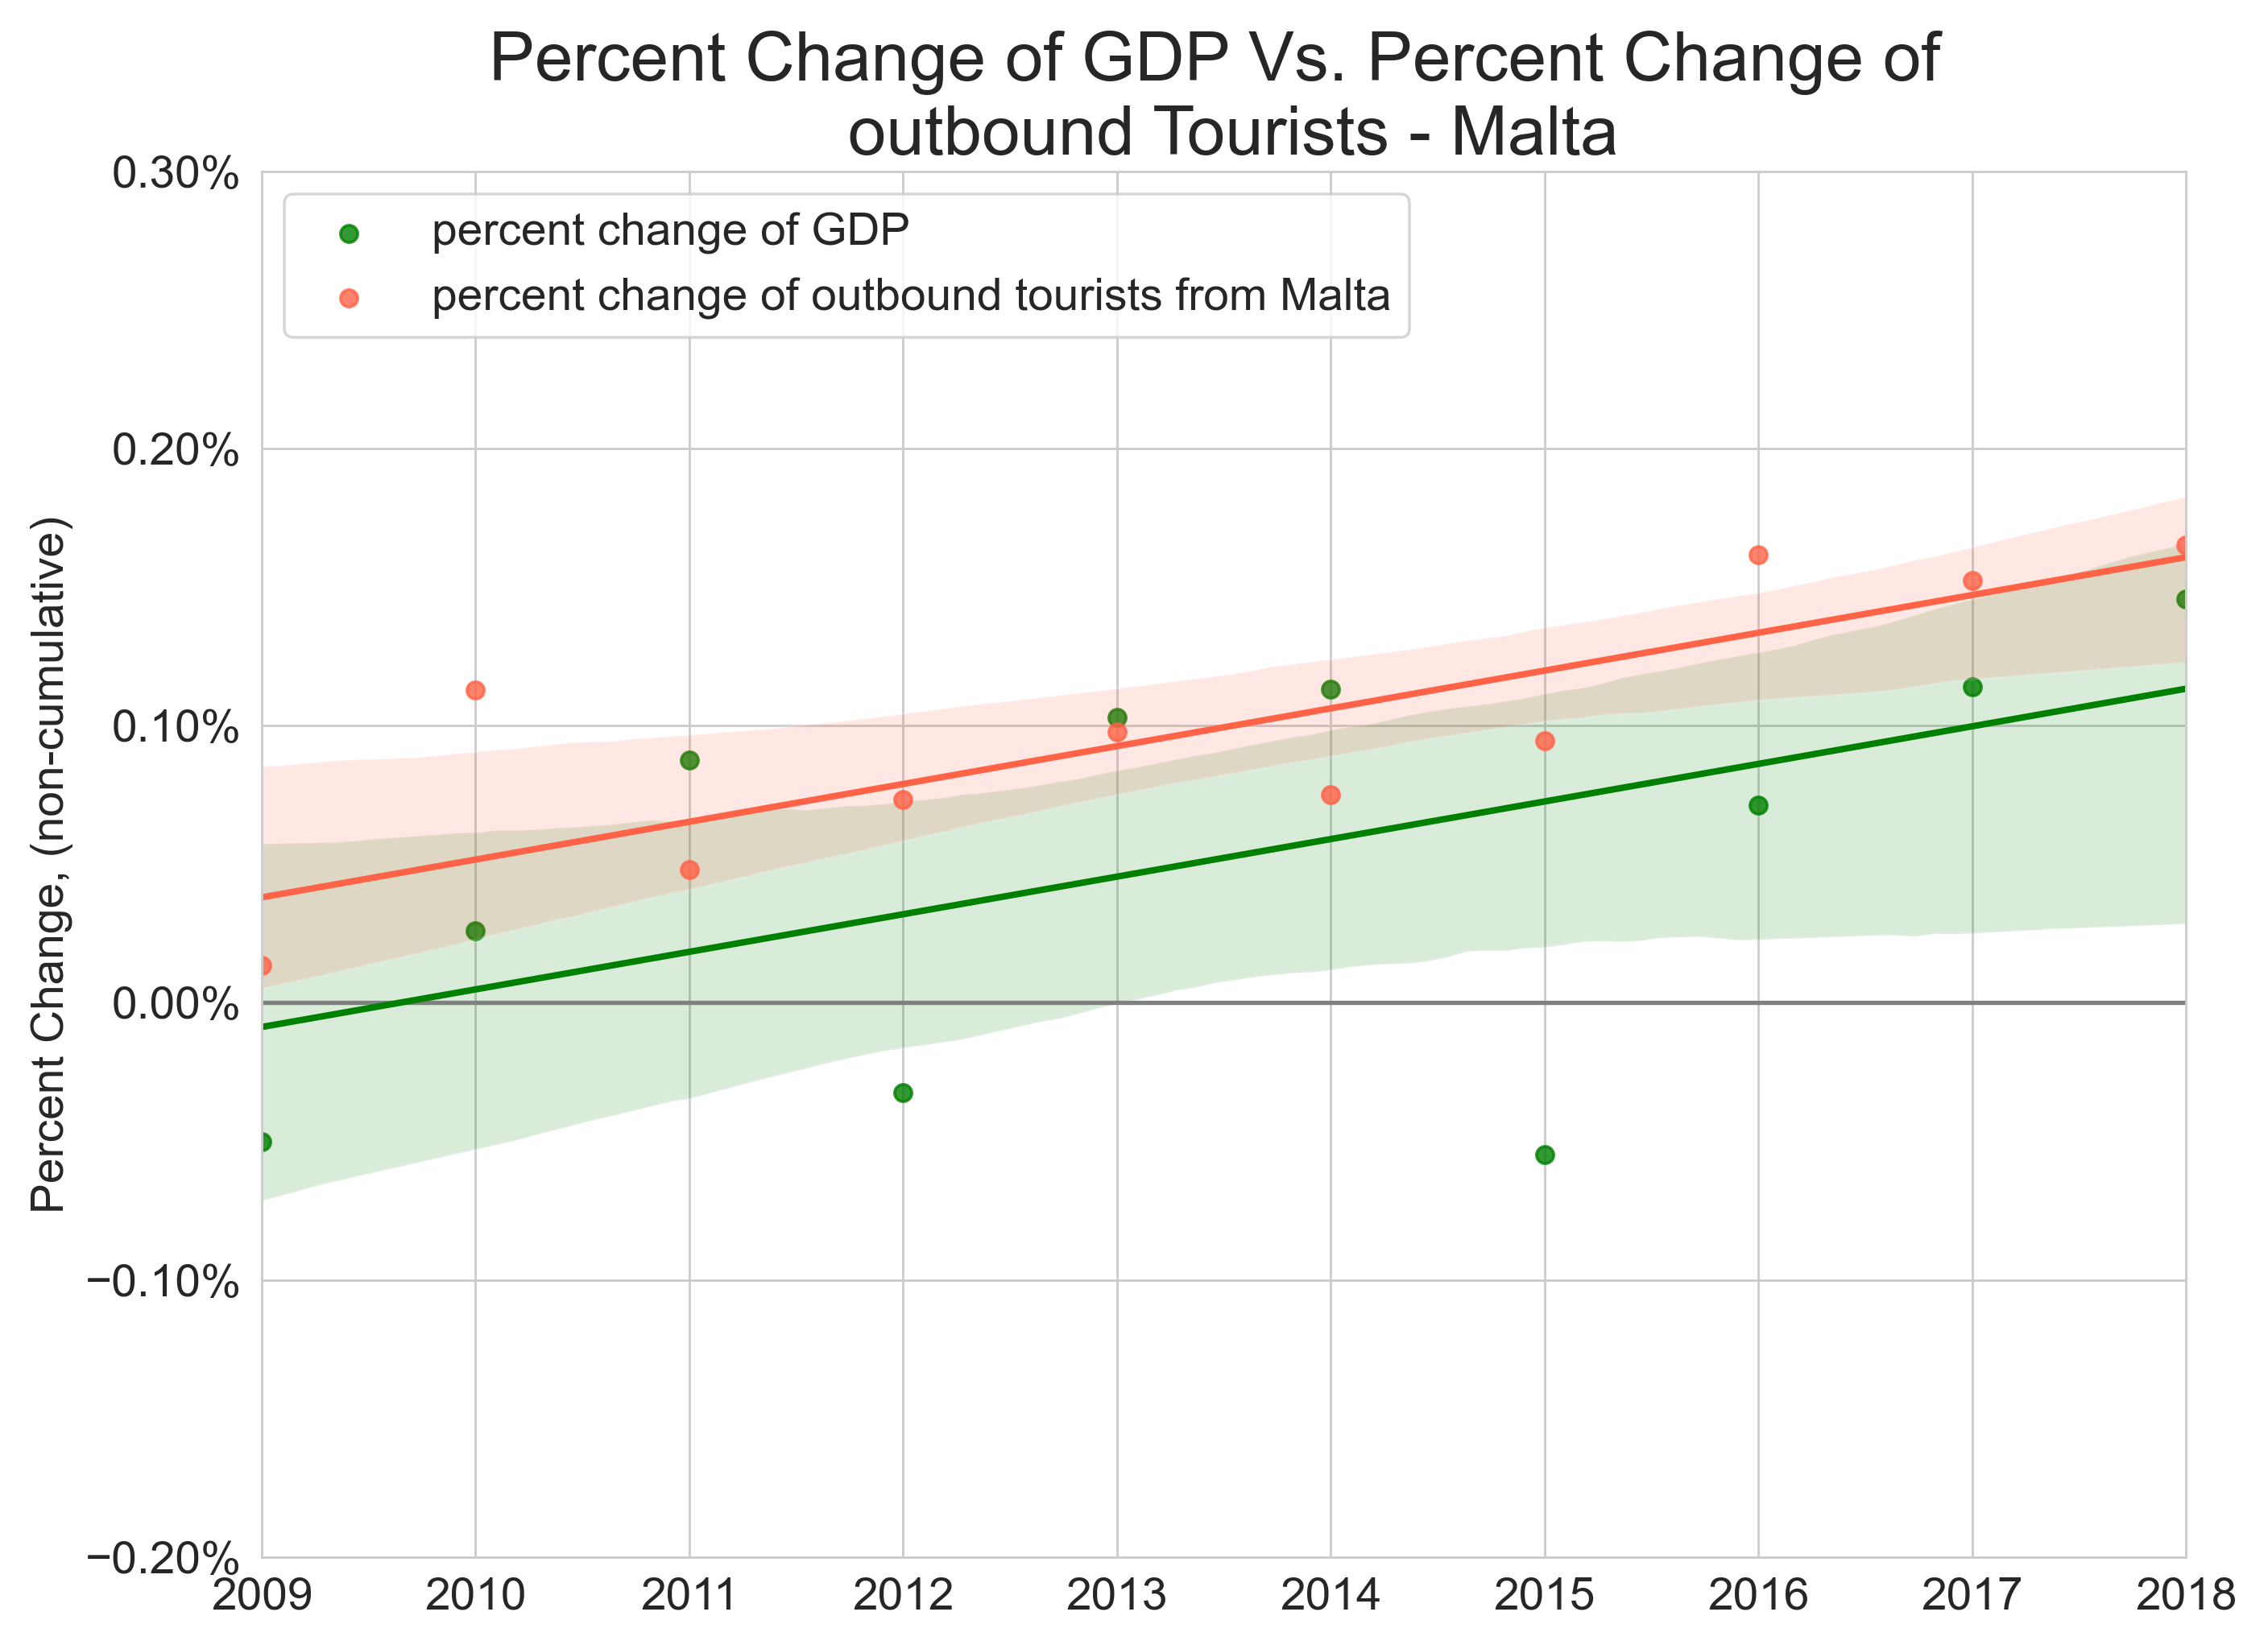 Percent Change of GDP Vs. Percent Change of
outbound Tourists - Malta
percent change of GDP
percent change of outbound tourists from Malta
Percent Change, (non-cumulative)
0.30%
0.20%
0.10%
0.00%
−0.10%
−0.20%
2009 2010 2011 2012 2013 2014 2015 2016 2017 2018